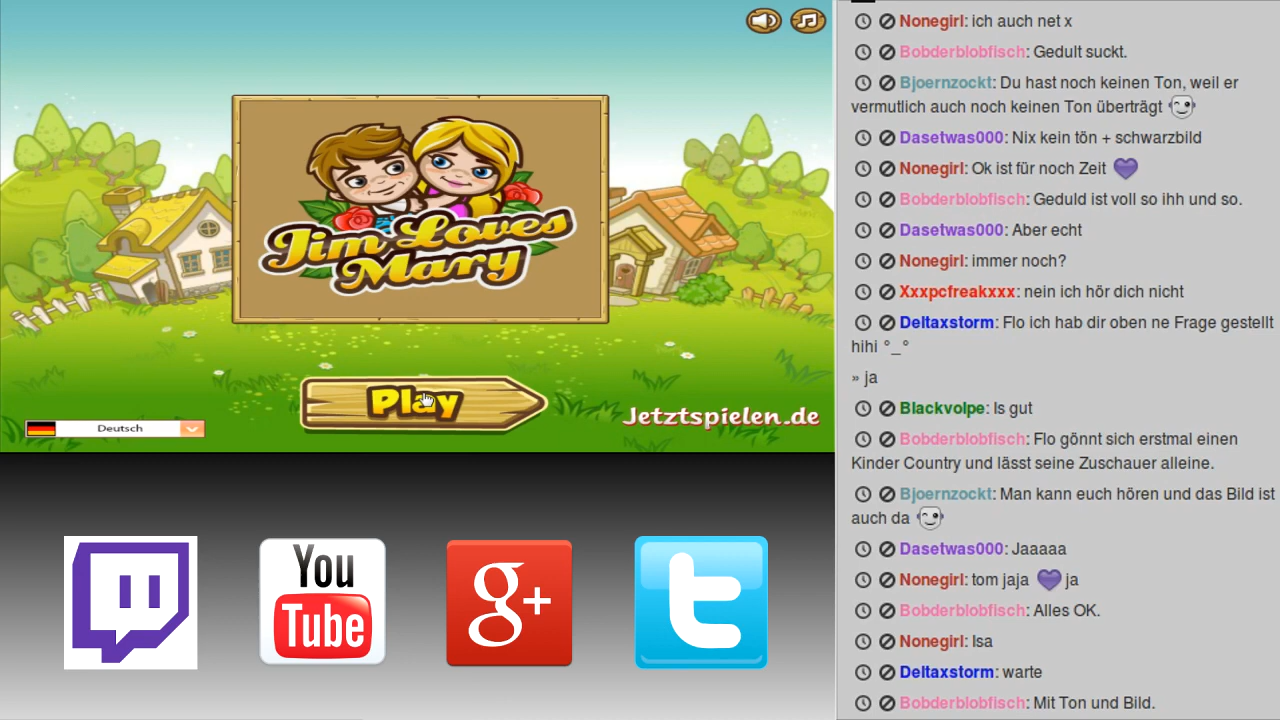 Jim Loves
Mary
Play
Deutsch
Jetztspielen.de
You
Tube
g+
t
Nonegirl: ich auch net x
Bobderblobfisch: Gedult suckt.
Bjoernzockt: Du hast noch keinen Ton, weil er
vermutlich auch noch keinen Ton überträgt
Dasetwas000: Nix kein tön + schwarzbild
Nonegirl: Ok ist für noch Zeit
Bobderblobfisch: Geduld ist voll so ihh und so.
Dasetwas000: Aber echt
Nonegirl: immer noch?
Xxxpcfreakxxx: nein ich hör dich nicht
Deltaxstorm: Flo ich hab dir oben ne Frage gestellt
hihi °_°
» ja
Blackvolpe: Is gut
Bobderblobfisch: Flo gönnt sich erstmal einen
Kinder Country und lässt seine Zuschauer alleine.
Bjoernzockt: Man kann euch hören und das Bild ist
auch da
Dasetwas000: Jaaaaa
Nonegirl: tom jaja ja
Bobderblobfisch: Alles OK.
Nonegirl: Isa
Deltaxstorm: warte
Bobderblobfisch: Mit Ton und Bild.